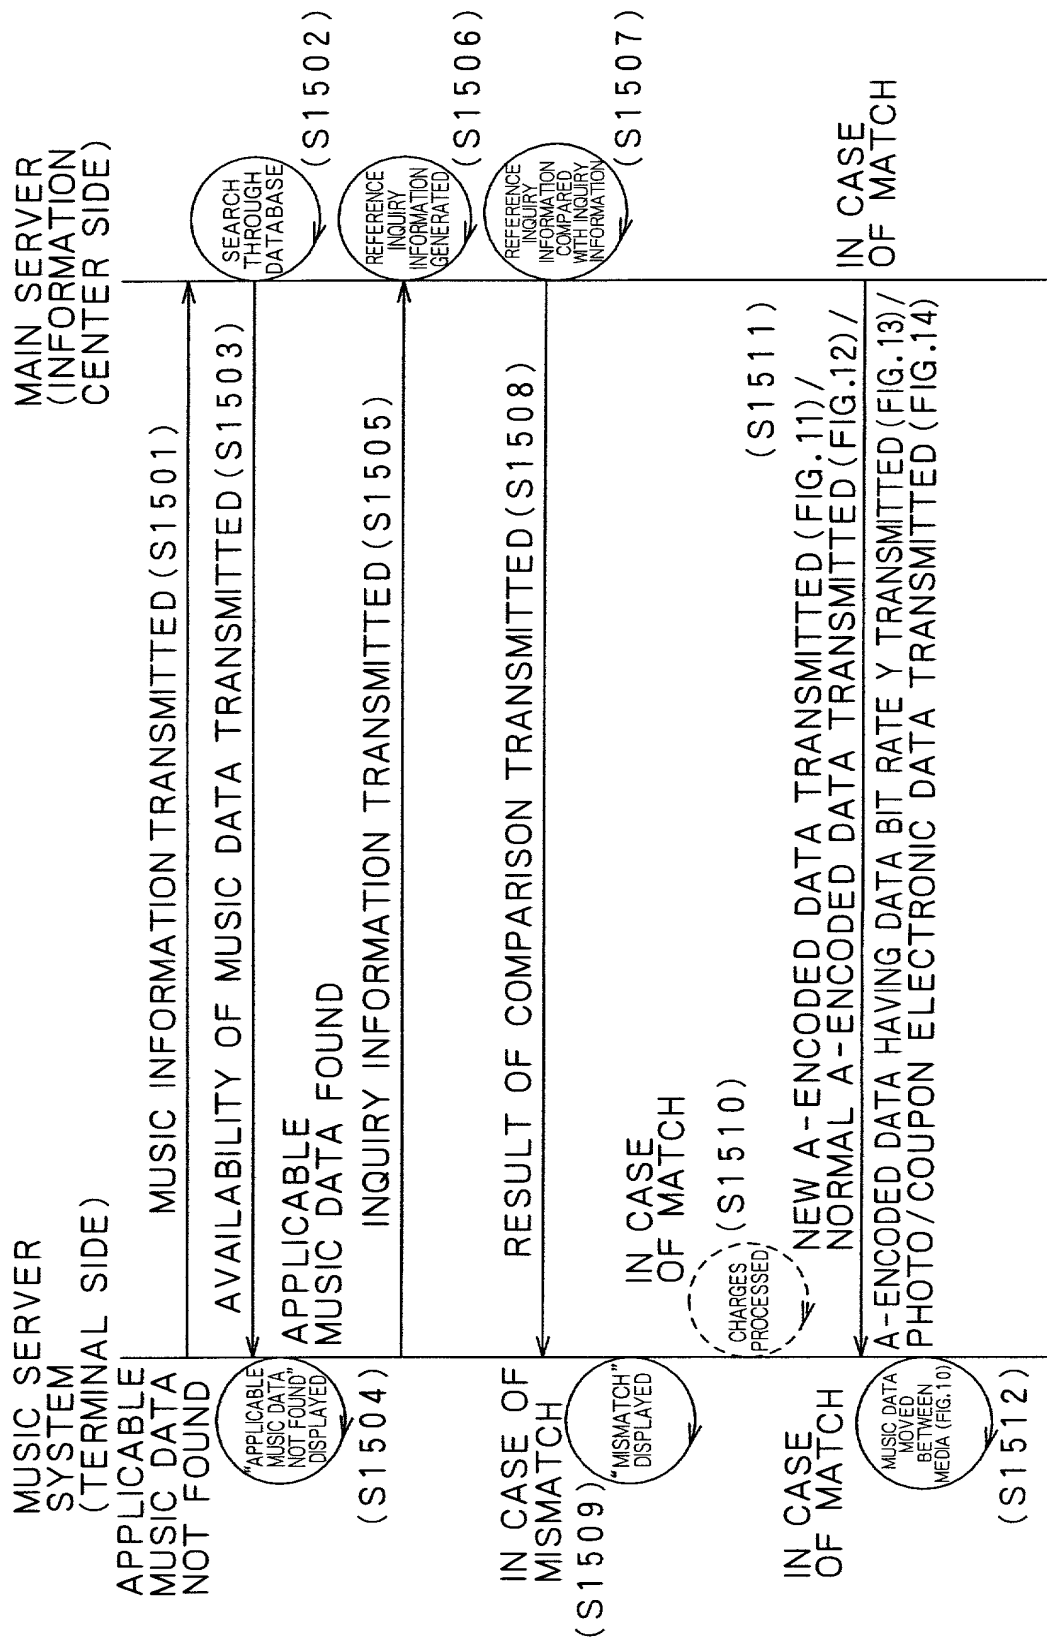 MUSIC SERVER
SYSTEM
(TERMINAL SIDE)
MAIN SERVER
(INFORMATION
CENTER SIDE)
APPLICABLE
MUSIC DATA
NOT FOUND
MUSIC INFORMATION TRANSMITTED(S1501)
SEARCH
THROUGH
DATABASE
(S1502)
AVAILABILITY OF MUSIC DATA TRANSMITTED(S1503)
"APPLICABLE
MUSIC DATA
NOT FOUND"
DISPLAYED
(S1504)
APPLICABLE
MUSIC DATA FOUND
INQUIRY INFORMATION TRANSMITTED(S1505)
REFERENCE
INQUIRY
INFORMATION
GENERATED
(S1506)
REFERENCE
INQUIRY
INFORMATION
COMPARED
WITH INQUIRY
INFORMATION
(S1507)
RESULT OF COMPARISON TRANSMITTED(S1508)
IN CASE OF
MISMATCH
(S1509)
"MISMATCH"
DISPLAYED
IN CASE
OF MATCH
(S1510)
CHARGES
PROCESSED
(S1511)
IN CASE
OF MATCH
NEW A-ENCODED DATA TRANSMITTED(FIG.11)/
NORMAL A-ENCODED DATA TRANSMITTED(FIG.12)/
A-ENCODED DATA HAVING DATA BIT RATE Y TRANSMITTED(FIG.13)/
PHOTO/COUPON ELECTRONIC DATA TRANSMITTED(FIG.14)
IN CASE
OF MATCH
MUSIC DATA
MOVED
BETWEEN
MEDIA (FIG.10)
(S1512)